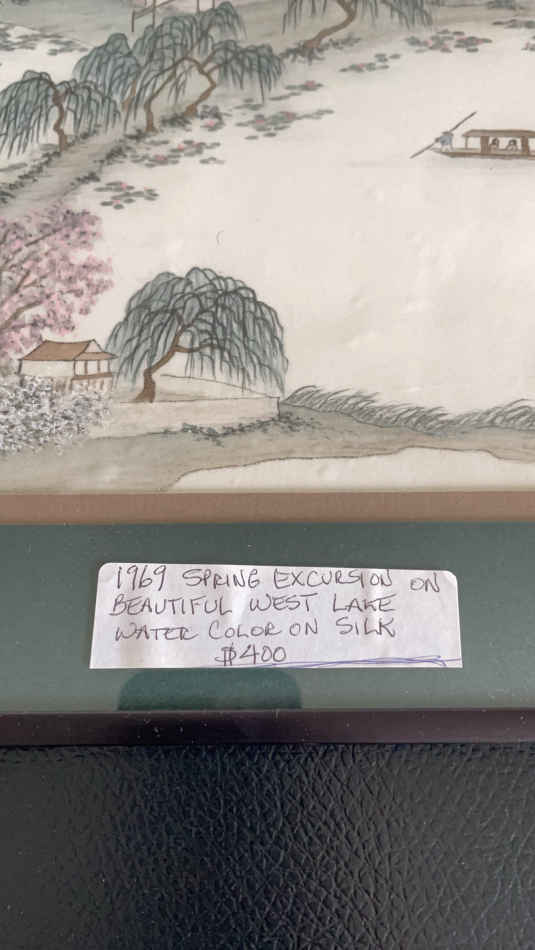 1969 SPRING EXCURSION ON
BEAUTIFUL WEST LAKE
WATER COLOR ON SILK
$400